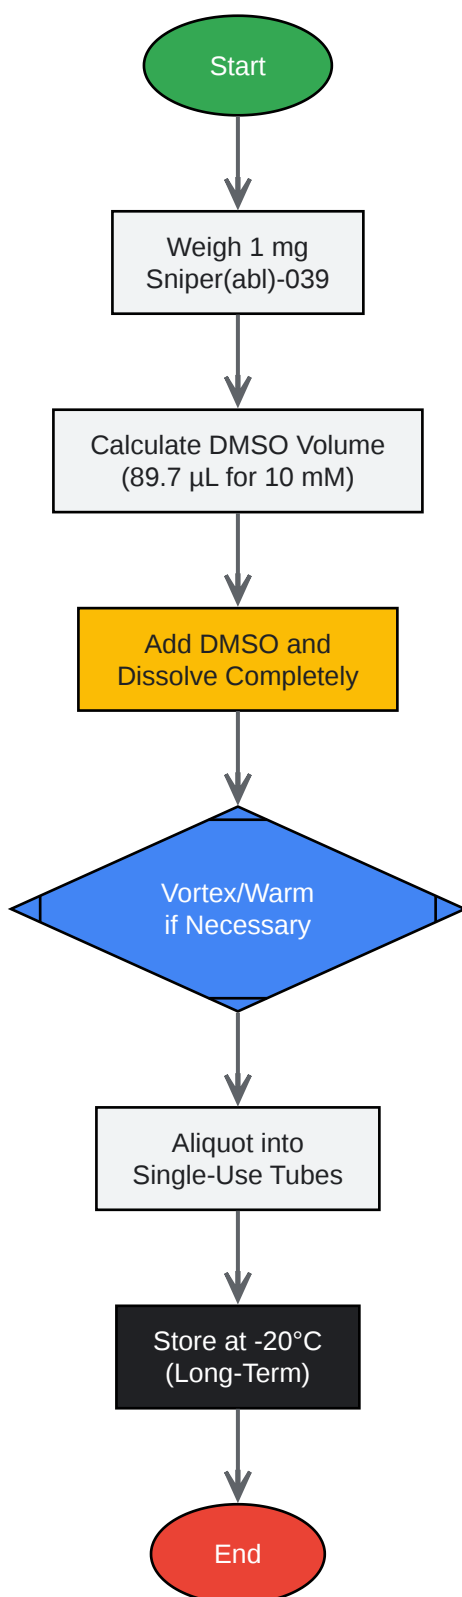 Start
Weigh 1 mg
Sniper(abl)-039
Calculate DMSO Volume
(89.7 µL for 10 mM)
Add DMSO and
Dissolve Completely
Vortex/Warm
if Necessary
Aliquot into
Single-Use Tubes
Store at -20°C
(Long-Term)
End